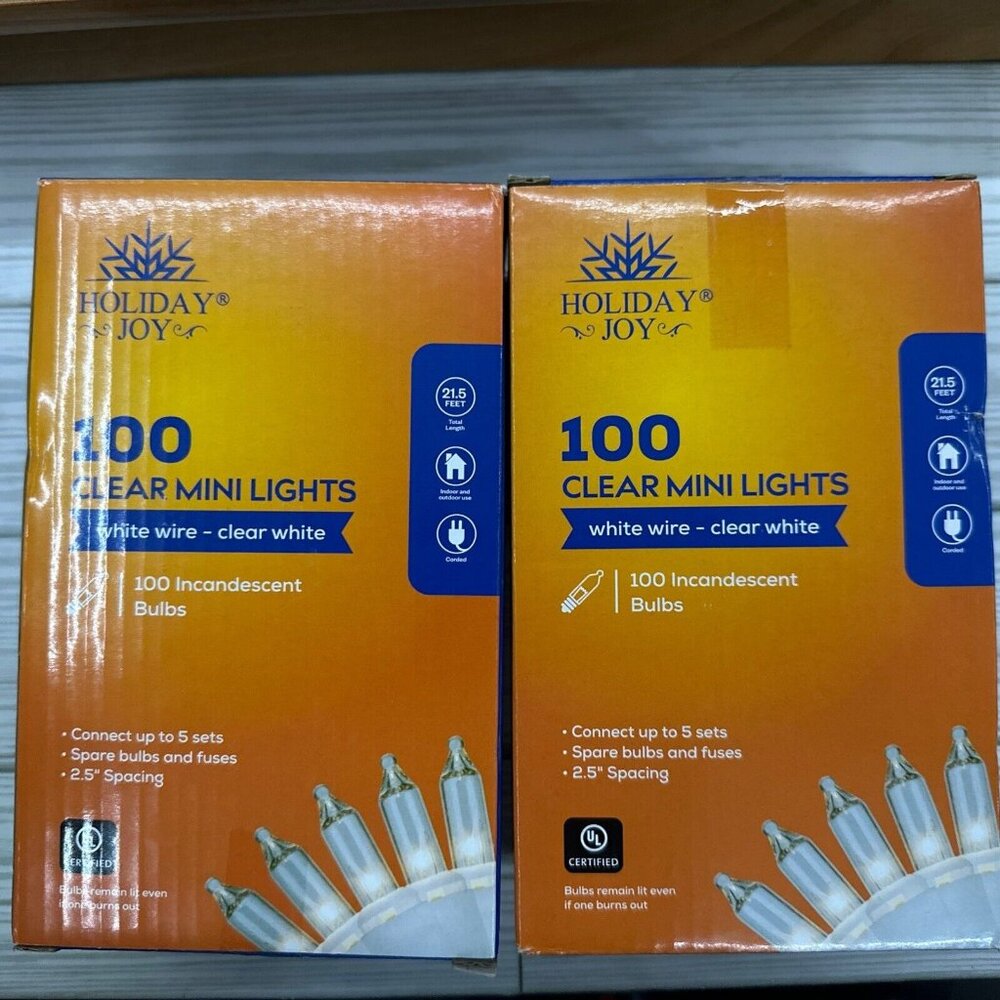 HOLIDAY®
JOY
21.5
FEET
Total
Length
Indoor and
outdoor use
Corded
100
CLEAR MINI LIGHTS
white wire - clear white
100 Incandescent
Bulbs
• Connect up to 5 sets
• Spare bulbs and fuses
• 2.5" Spacing
UL
CERTIFIED
Bulbs remain lit even
if one burns out
HOLIDAY®
JOY
21.5
FEET
Total
Length
Indoor and
outdoor use
Corded
100
CLEAR MINI LIGHTS
white wire - clear white
100 Incandescent
Bulbs
• Connect up to 5 sets
• Spare bulbs and fuses
• 2.5" Spacing
UL
CERTIFIED
Bulbs remain lit even
if one burns out